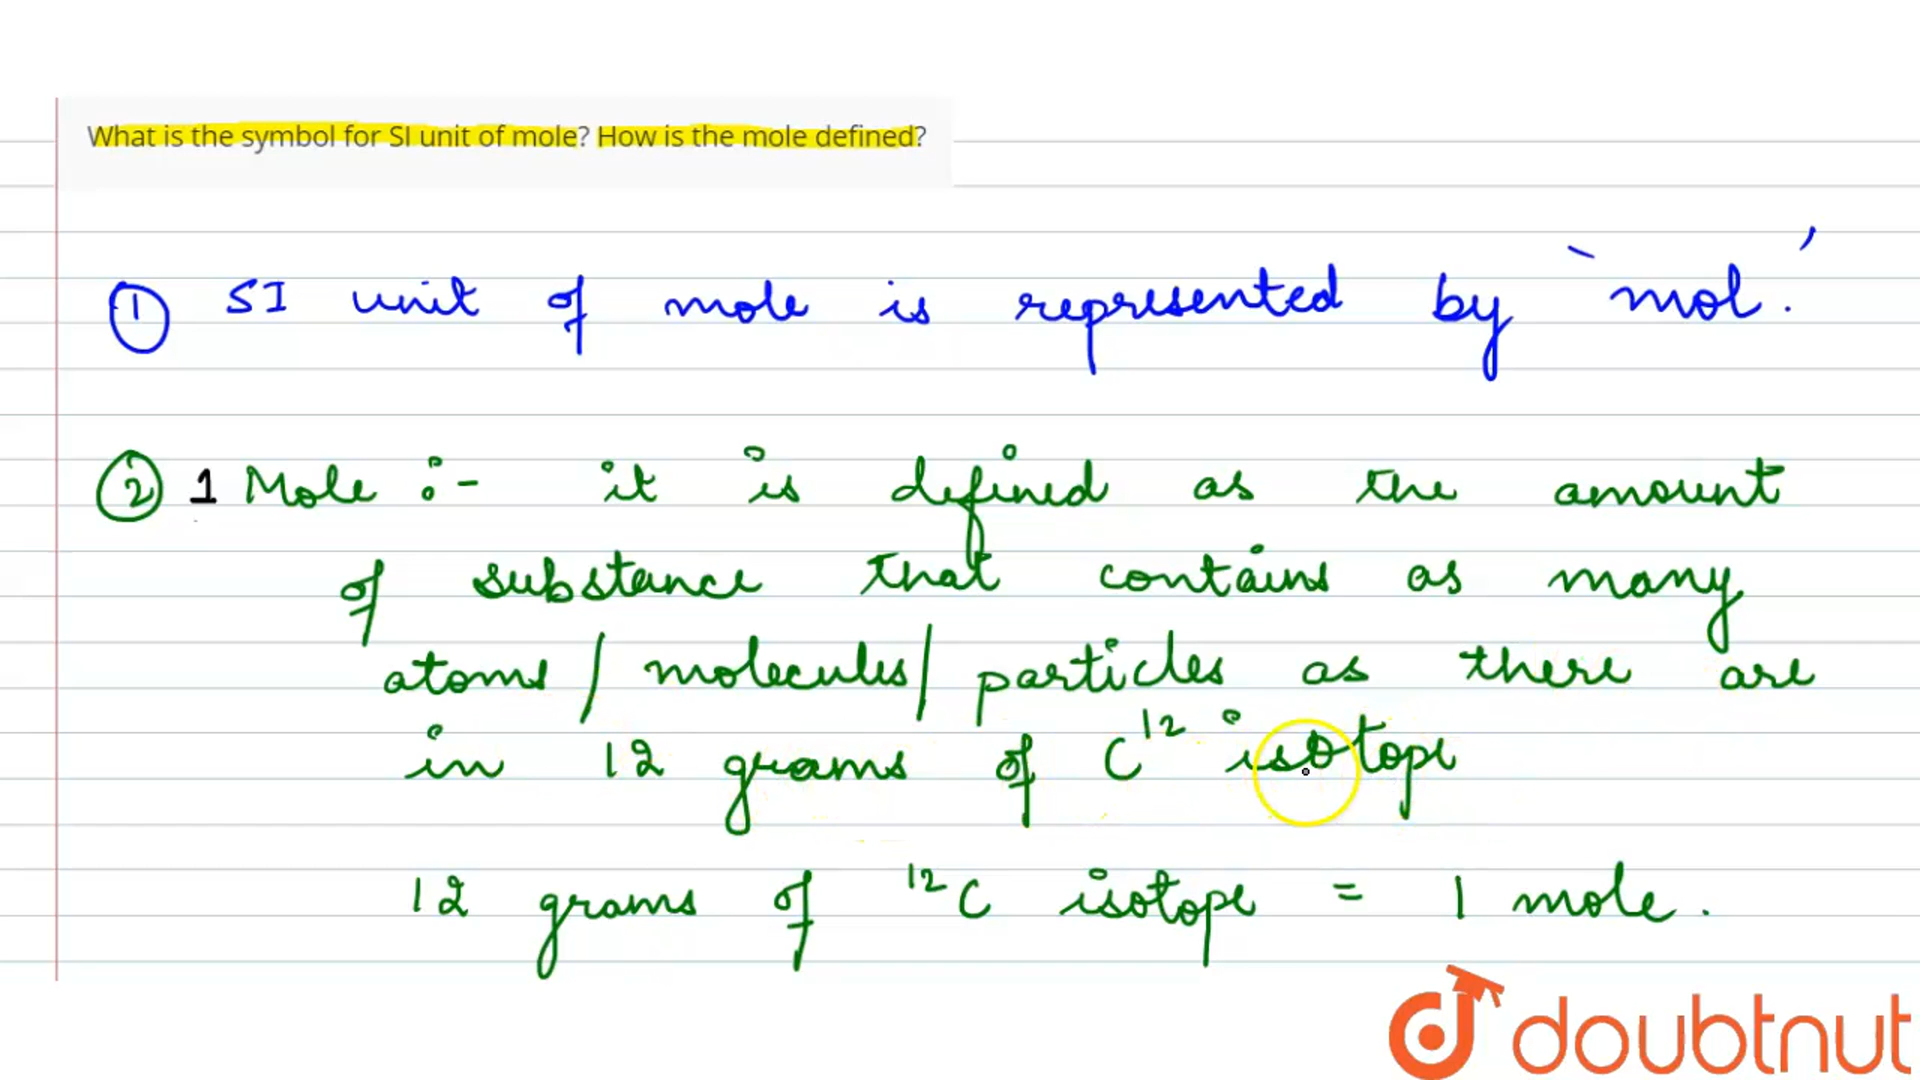 What is the symbol for SI unit of mole? How is the mole defined?
① SI unit of mole is represented by 'mol.'
② 1 Mole :- it is defined as the amount
of substance that contains as many
atoms / molecules / particles as there are
in 12 grams of C¹² isotope
12 grams of ¹²C isotope = 1 mole.
doubtnut